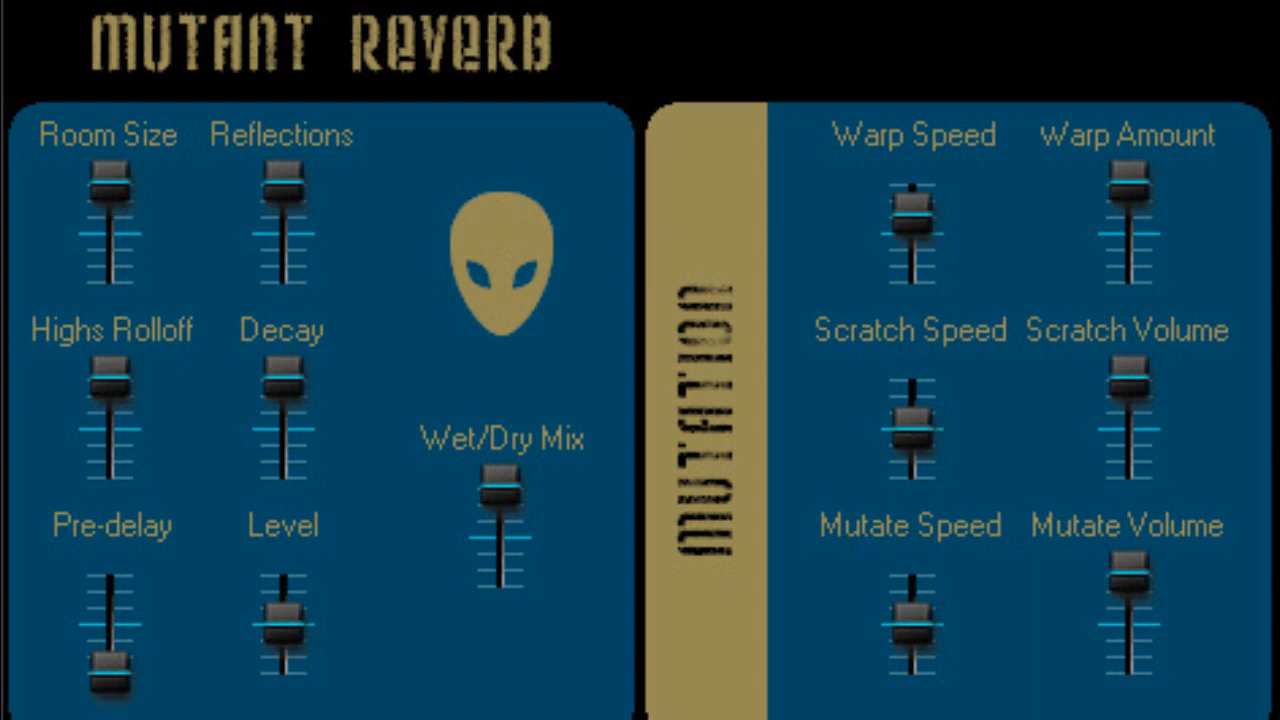 MUTANT REVERB
Room Size Reflections
Highs Rolloff Decay
Wet/Dry Mix
Pre-delay Level
MUTATION
Warp Speed Warp Amount
Scratch Speed Scratch Volume
Mutate Speed Mutate Volume